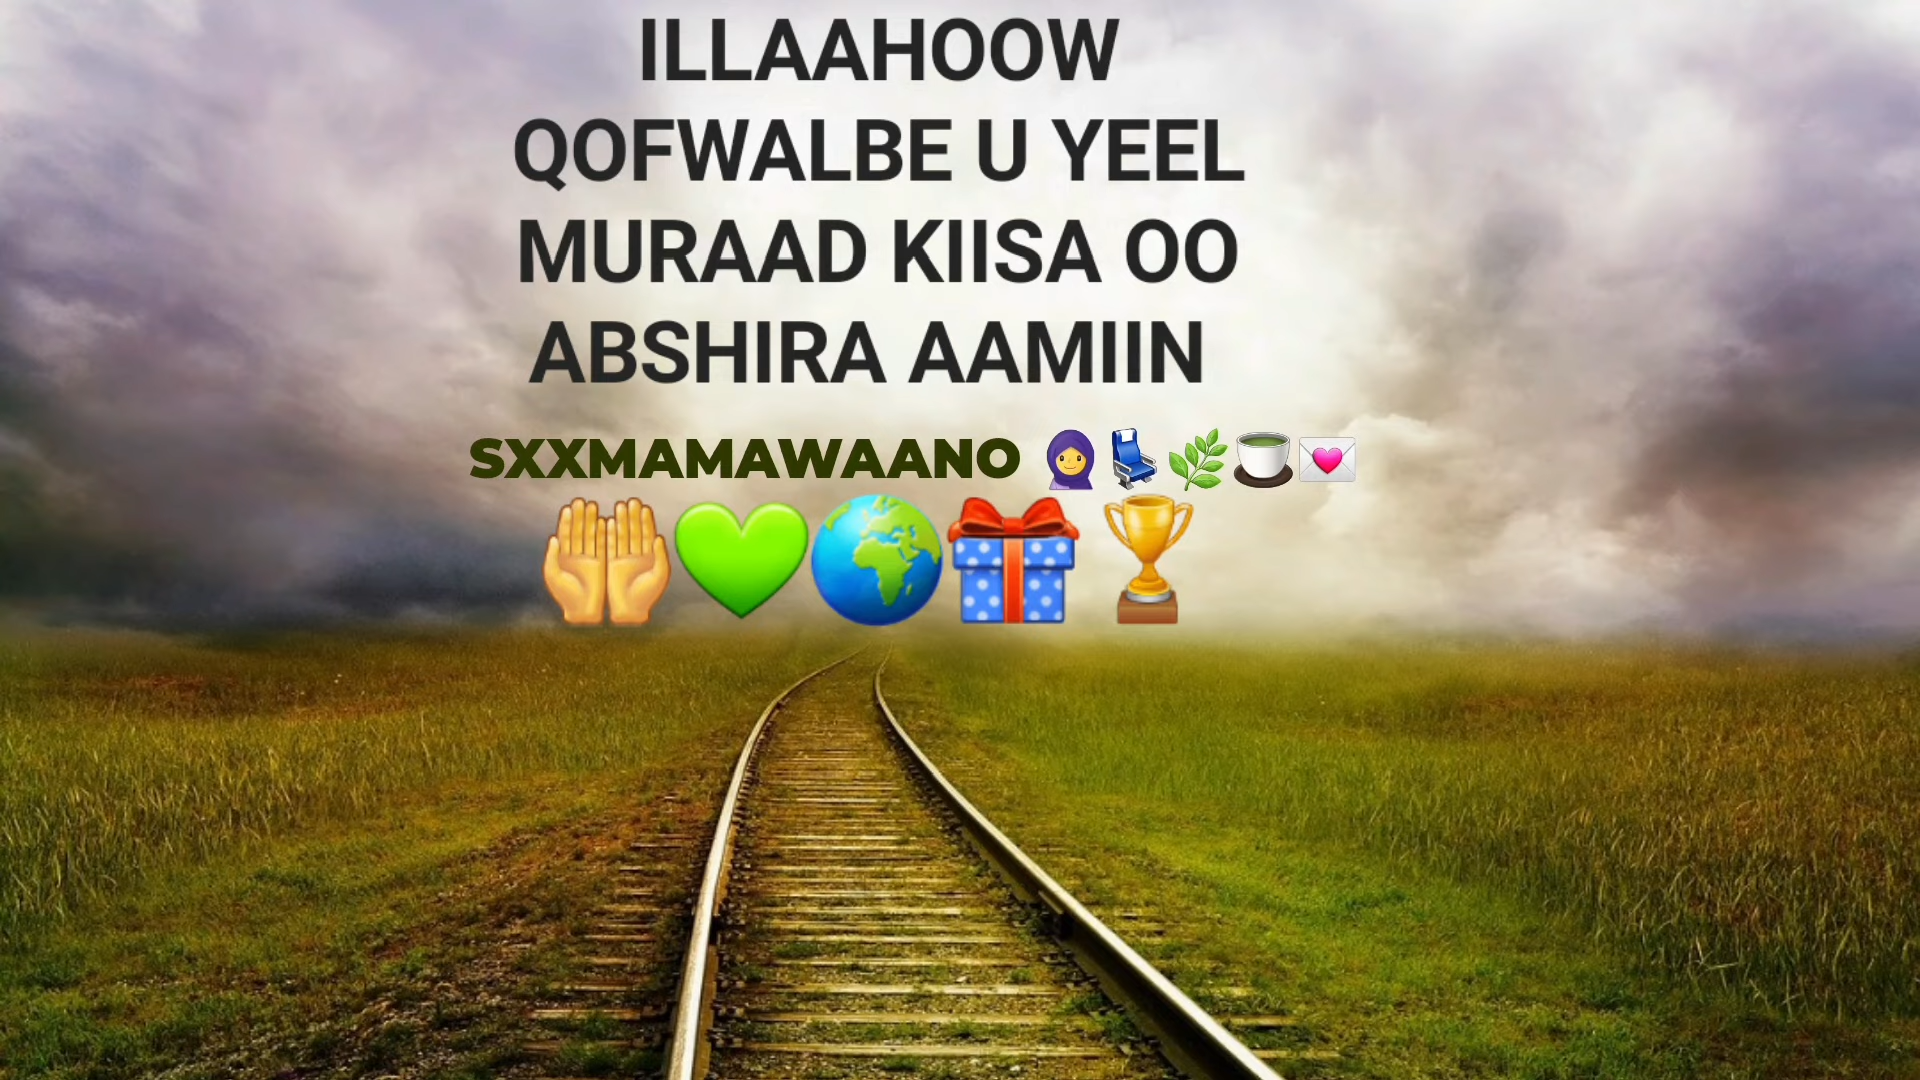 ILLAAHOOW
QOFWALBE U YEEL
MURAAD KIISA OO
ABSHIRA AAMIIN
SXXMAMAWAANO 🧕💺🌿🍵💌
🤲💚🌍🎁🏆